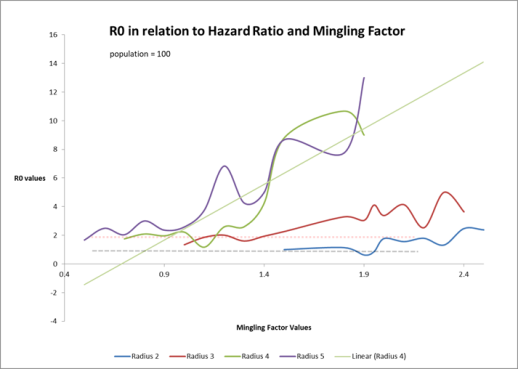 R0 in relation to Hazard Ratio and Mingling Factor
population = 100
16
14
12
10
8
6
4
2
0
-2
-4
R0 values
0.4 0.9 1.4 1.9 2.4
Mingling Factor Values
Radius 2 Radius 3 Radius 4 Radius 5 Linear (Radius 4)